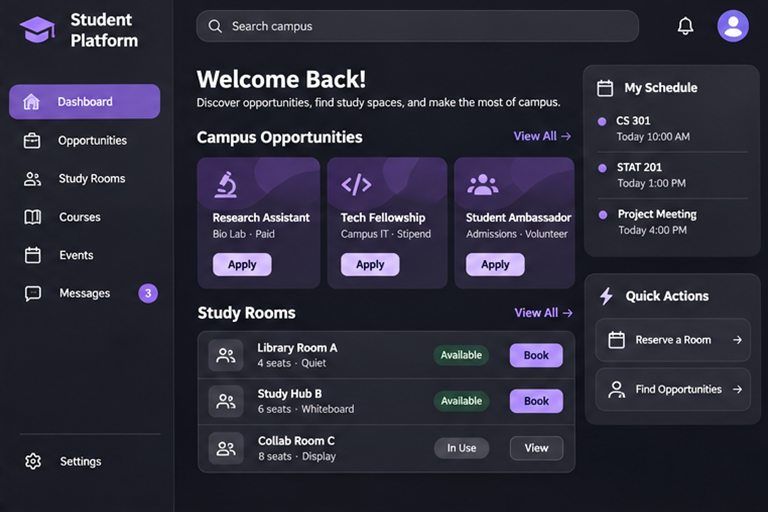 Student
Platform
Search campus
Dashboard
Opportunities
Study Rooms
Courses
Events
Messages
3
Settings
Welcome Back!
Discover opportunities, find study spaces, and make the most of campus.
Campus Opportunities
View All →
Research Assistant
Bio Lab · Paid
Apply
Tech Fellowship
Campus IT · Stipend
Apply
Student Ambassador
Admissions · Volunteer
Apply
Study Rooms
View All →
Library Room A
4 seats · Quiet
Available
Book
Study Hub B
6 seats · Whiteboard
Available
Book
Collab Room C
8 seats · Display
In Use
View
My Schedule
CS 301
Today 10:00 AM
STAT 201
Today 1:00 PM
Project Meeting
Today 4:00 PM
Quick Actions
Reserve a Room →
Find Opportunities →